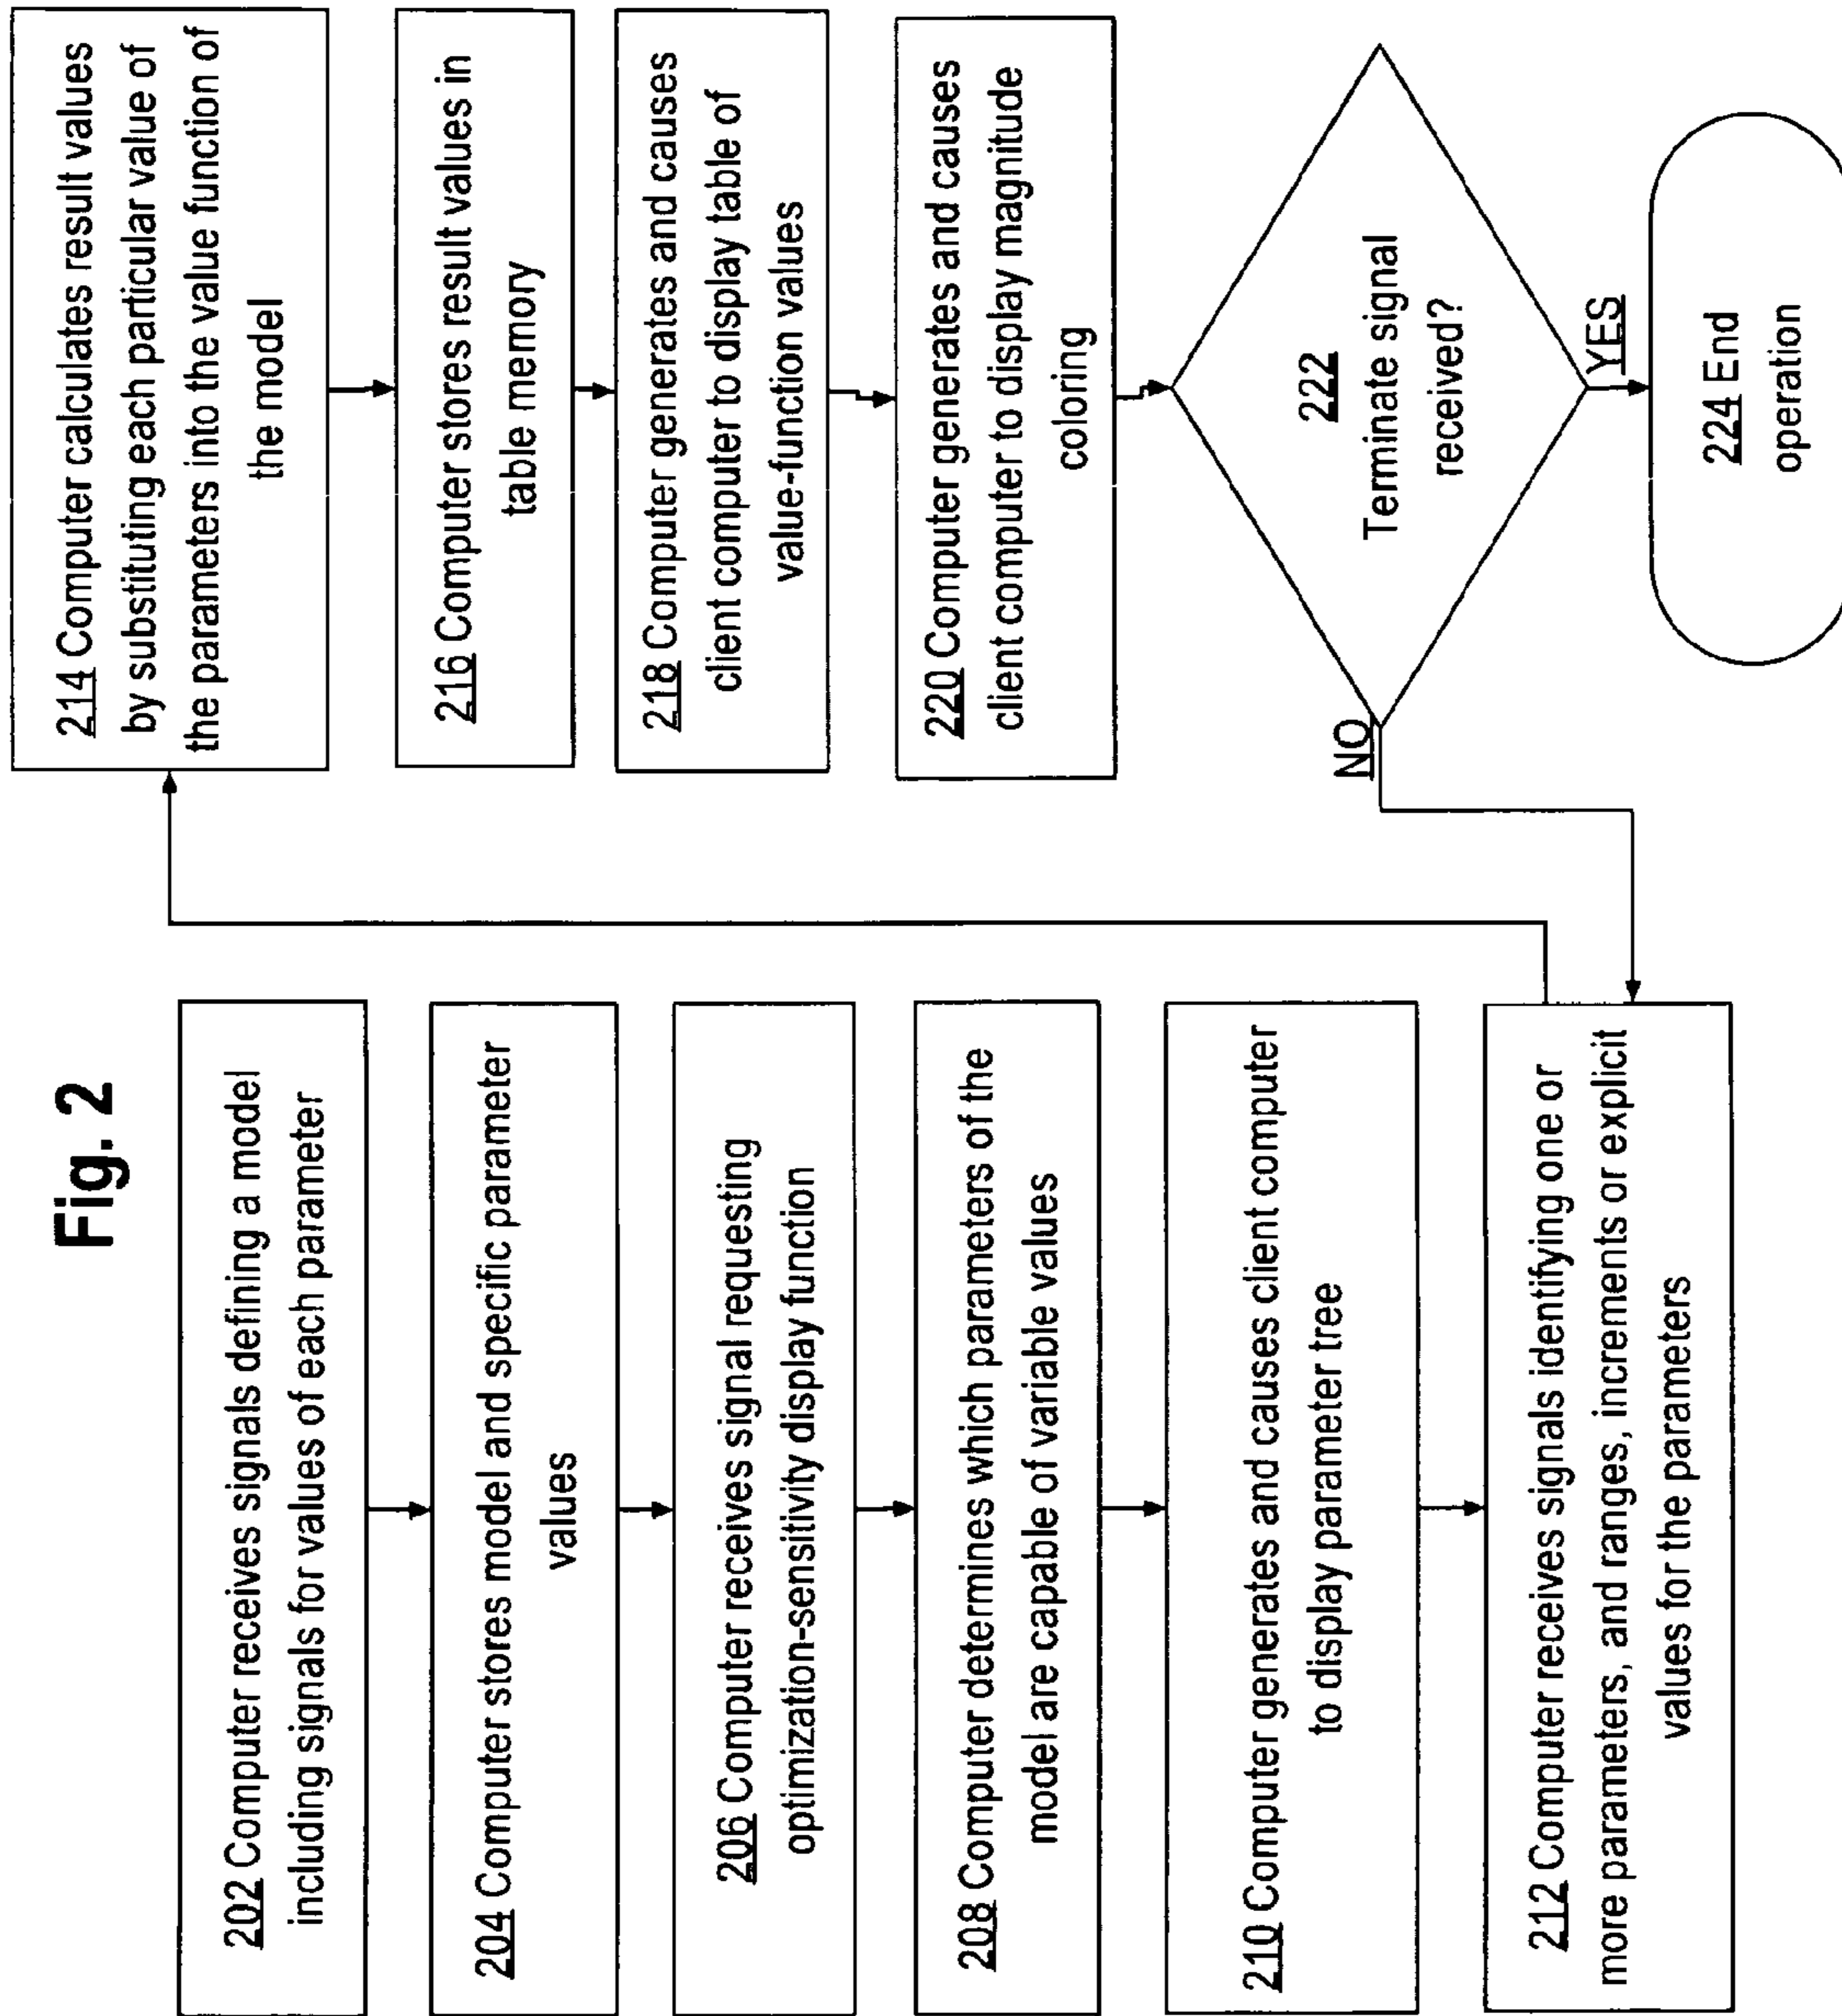 Fig. 2
202 Computer receives signals defining a model
including signals for values of each parameter
204 Computer stores model and specific parameter
values
206 Computer receives signal requesting
optimization-sensitivity display function
208 Computer determines which parameters of the
model are capable of variable values
210 Computer generates and causes client computer
to display parameter tree
212 Computer receives signals identifying one or
more parameters, and ranges, increments or explicit
values for the parameters
214 Computer calculates result values
by substituting each particular value of
the parameters into the value function of
the model
216 Computer stores result values in
table memory
218 Computer generates and causes
client computer to display table of
value-function values
220 Computer generates and causes
client computer to display magnitude
coloring
222
Terminate signal
received?
NO
YES
224 End
operation